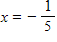 x = -1/5